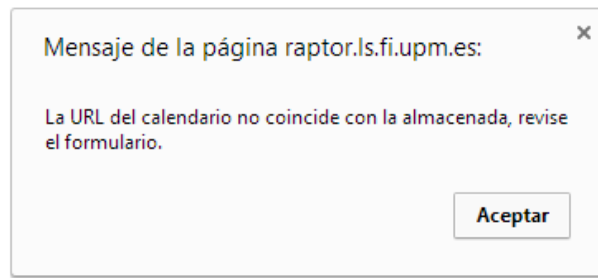 Mensaje de la página raptor.ls.fi.upm.es:
La URL del calendario no coincide con la almacenada, revise
el formulario.
Aceptar